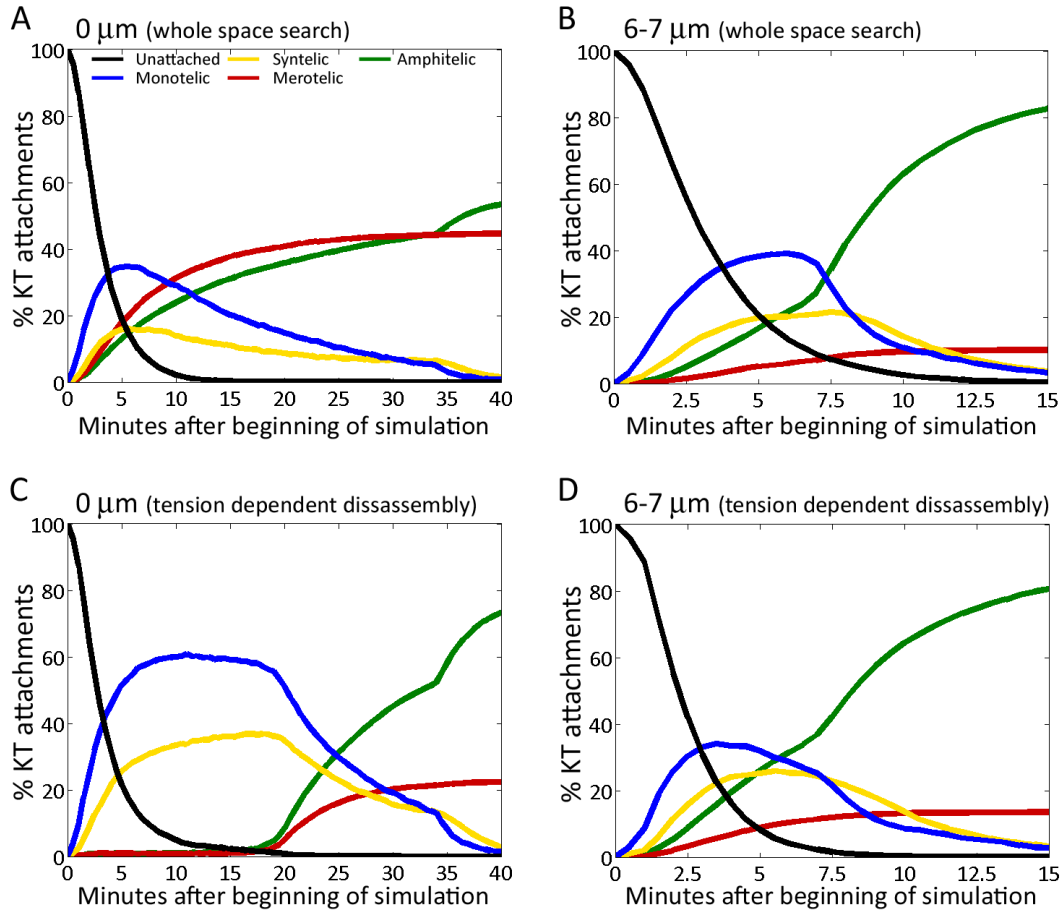 A
0 µm (whole space search)
Unattached Syntelic Amphitelic
Monotelic Merotelic
100
80
60
40
20
0
% KT attachments
0 5 10 15 20 25 30 35 40
Minutes after beginning of simulation
B
6-7 µm (whole space search)
100
80
60
40
20
0
% KT attachments
0 2.5 5 7.5 10 12.5 15
Minutes after beginning of simulation
C
0 µm (tension dependent disassembly)
100
80
60
40
20
0
% KT attachments
0 5 10 15 20 25 30 35 40
Minutes after beginning of simulation
D
6-7 µm (tension dependent disassembly)
100
80
60
40
20
0
% KT attachments
0 2.5 5 7.5 10 12.5 15
Minutes after beginning of simulation